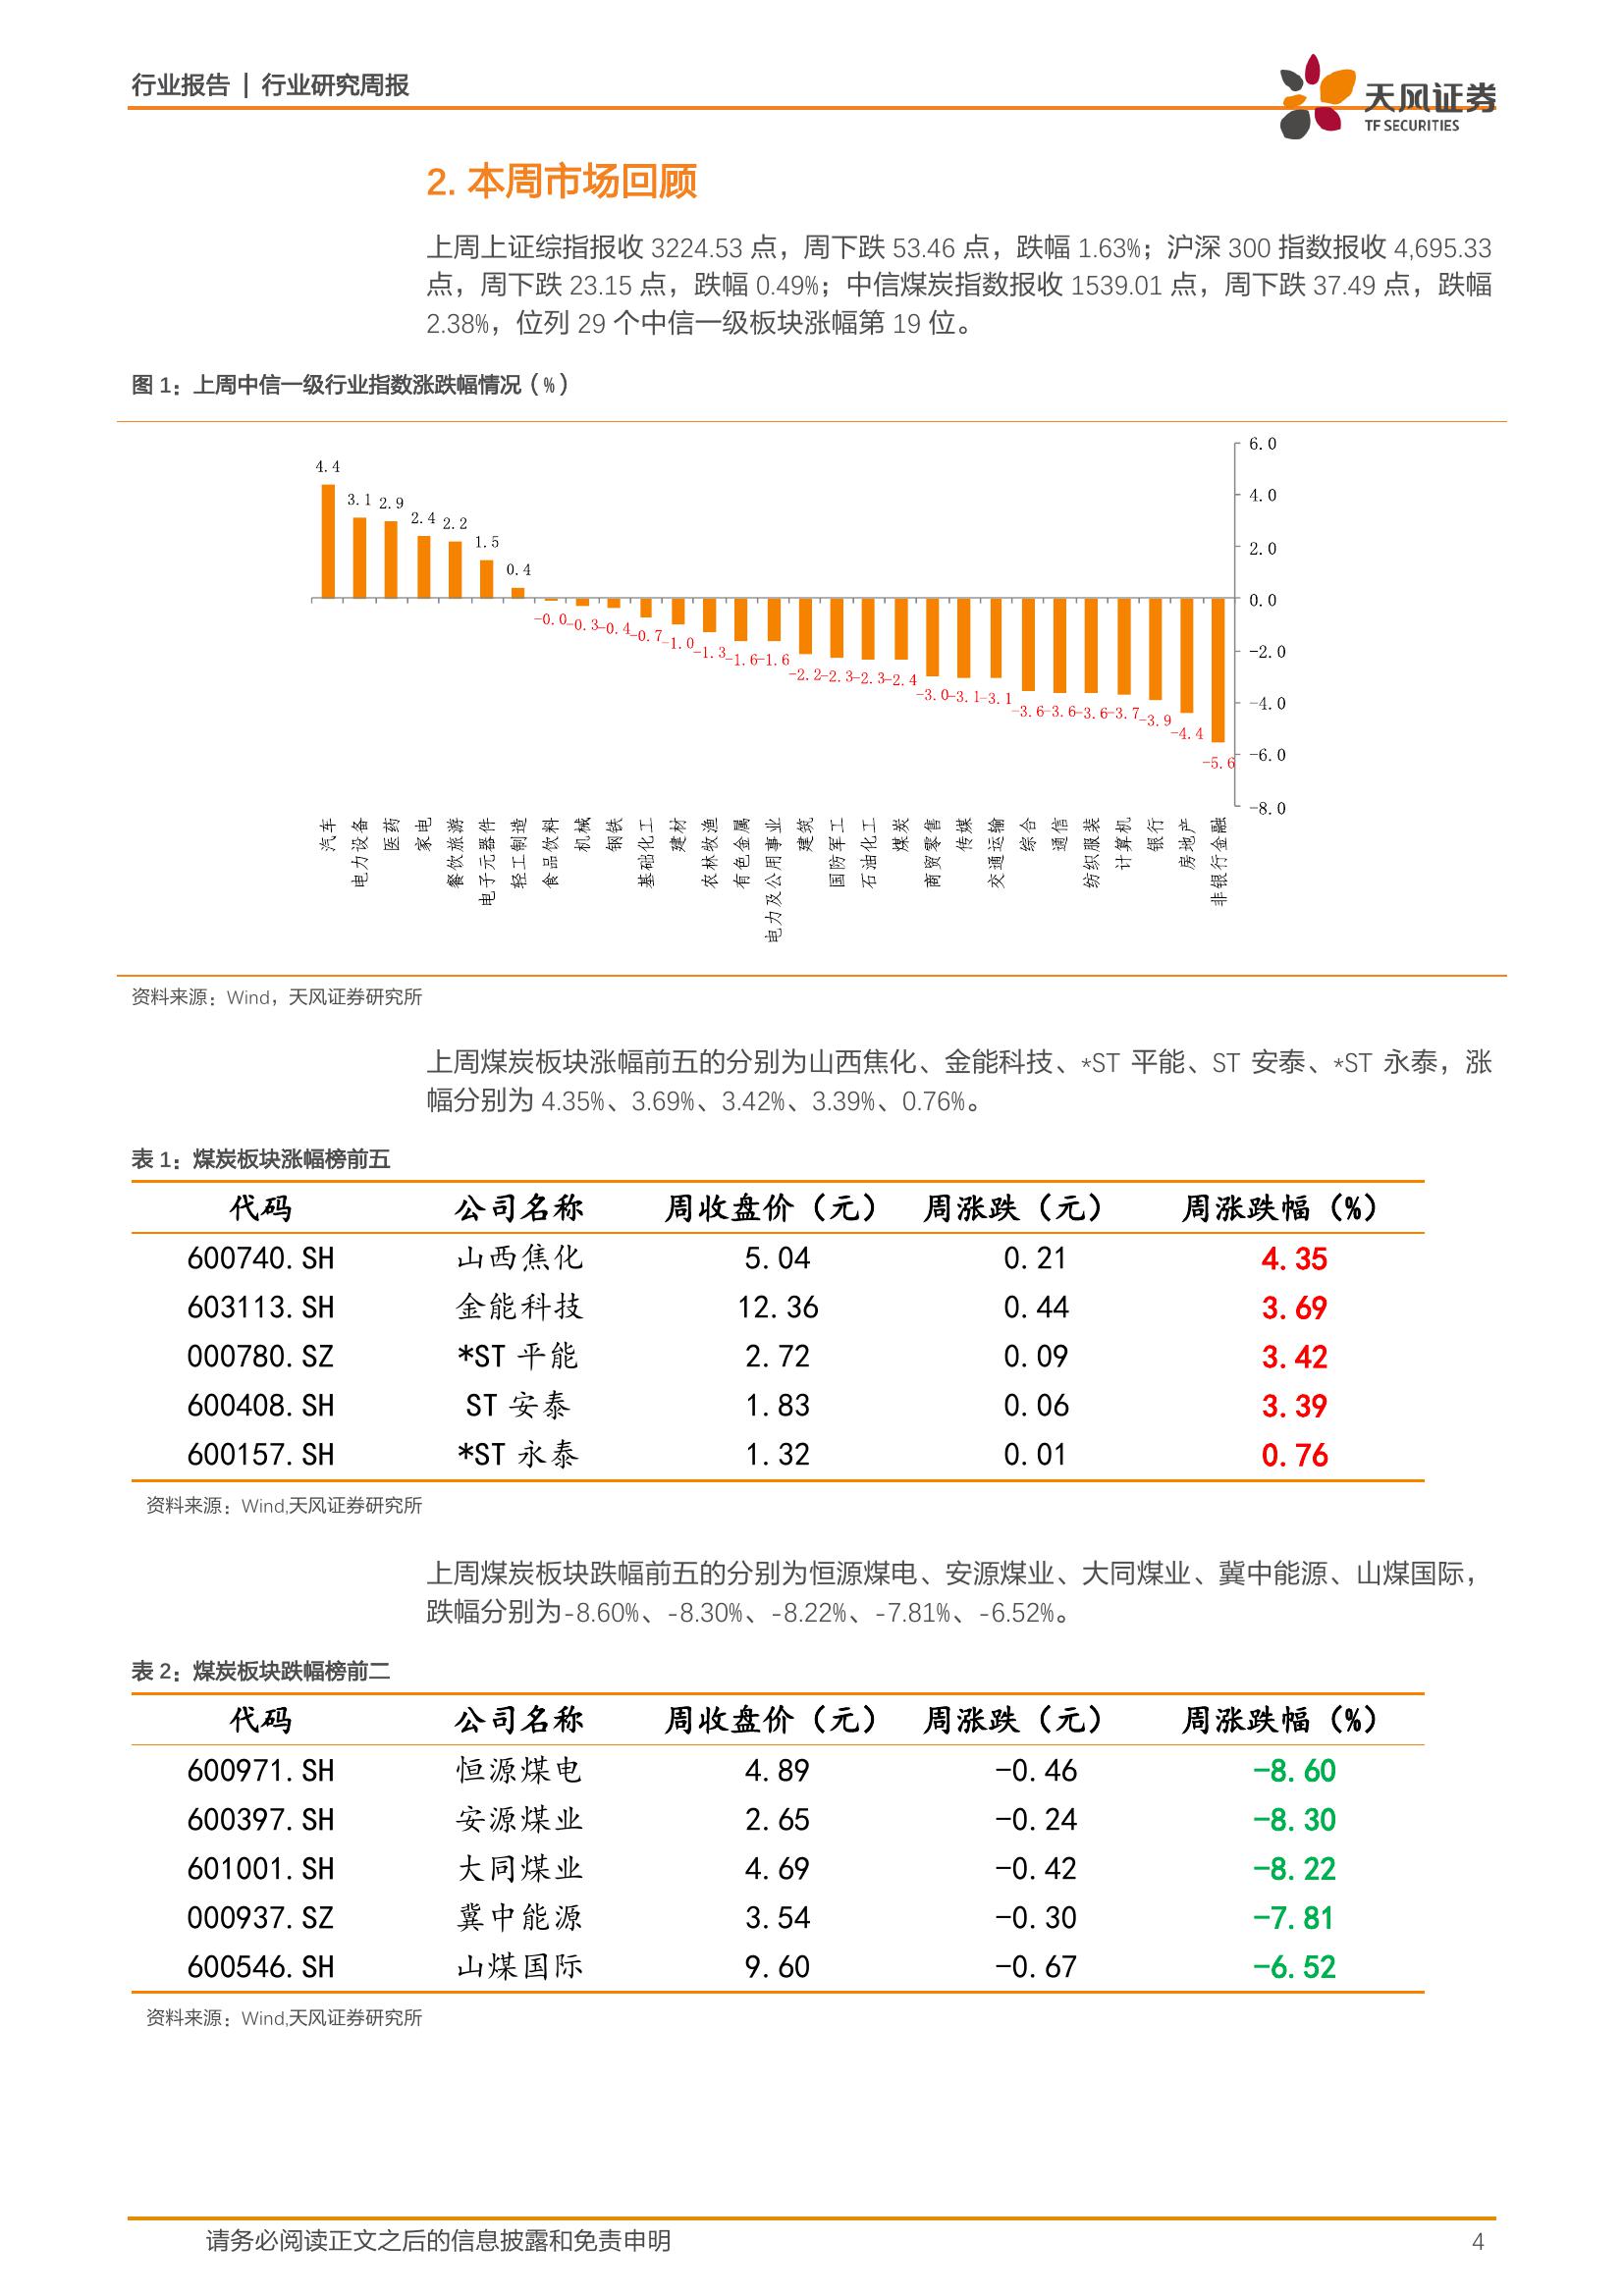 行业报告 | 行业研究周报
天风证券
TF SECURITIES
2. 本周市场回顾
上周上证综指报收 3224.53 点，周下跌 53.46 点，跌幅 1.63%；沪深 300 指数报收 4,695.33
点，周下跌 23.15 点，跌幅 0.49%；中信煤炭指数报收 1539.01 点，周下跌 37.49 点，跌幅
2.38%，位列 29 个中信一级板块涨幅第 19 位。
图 1：上周中信一级行业指数涨跌幅情况（%）
6.0
4.0
2.0
0.0
-2.0
-4.0
-6.0
-8.0
4.4 3.1 2.9 2.4 2.2 1.5 0.4 -0.0 -0.3 -0.4 -0.7 -1.0 -1.3 -1.6 -1.6 -2.2 -2.3 -2.3 -2.4 -3.0 -3.1 -3.1 -3.6 -3.6 -3.6 -3.7 -3.9 -4.4 -5.6
汽车 电力设备 医药 家电 餐饮旅游 电子元器件 轻工制造 食品饮料 机械 钢铁 基础化工 建材 农林牧渔 有色金属 电力及公用事业 建筑 国防军工 石油化工 煤炭 商贸零售 传媒 交通运输 综合 通信 纺织服装 计算机 银行 房地产 非银行金融
资料来源：Wind，天风证券研究所
上周煤炭板块涨幅前五的分别为山西焦化、金能科技、*ST 平能、ST 安泰、*ST 永泰，涨
幅分别为 4.35%、3.69%、3.42%、3.39%、0.76%。
表 1：煤炭板块涨幅榜前五
代码 公司名称 周收盘价（元） 周涨跌（元） 周涨跌幅（%）
600740.SH 山西焦化 5.04 0.21 4.35
603113.SH 金能科技 12.36 0.44 3.69
000780.SZ *ST 平能 2.72 0.09 3.42
600408.SH ST 安泰 1.83 0.06 3.39
600157.SH *ST 永泰 1.32 0.01 0.76
资料来源：Wind,天风证券研究所
上周煤炭板块跌幅前五的分别为恒源煤电、安源煤业、大同煤业、冀中能源、山煤国际，
跌幅分别为-8.60%、-8.30%、-8.22%、-7.81%、-6.52%。
表 2：煤炭板块跌幅榜前二
代码 公司名称 周收盘价（元） 周涨跌（元） 周涨跌幅（%）
600971.SH 恒源煤电 4.89 -0.46 -8.60
600397.SH 安源煤业 2.65 -0.24 -8.30
601001.SH 大同煤业 4.69 -0.42 -8.22
000937.SZ 冀中能源 3.54 -0.30 -7.81
600546.SH 山煤国际 9.60 -0.67 -6.52
资料来源：Wind,天风证券研究所
请务必阅读正文之后的信息披露和免责申明 4